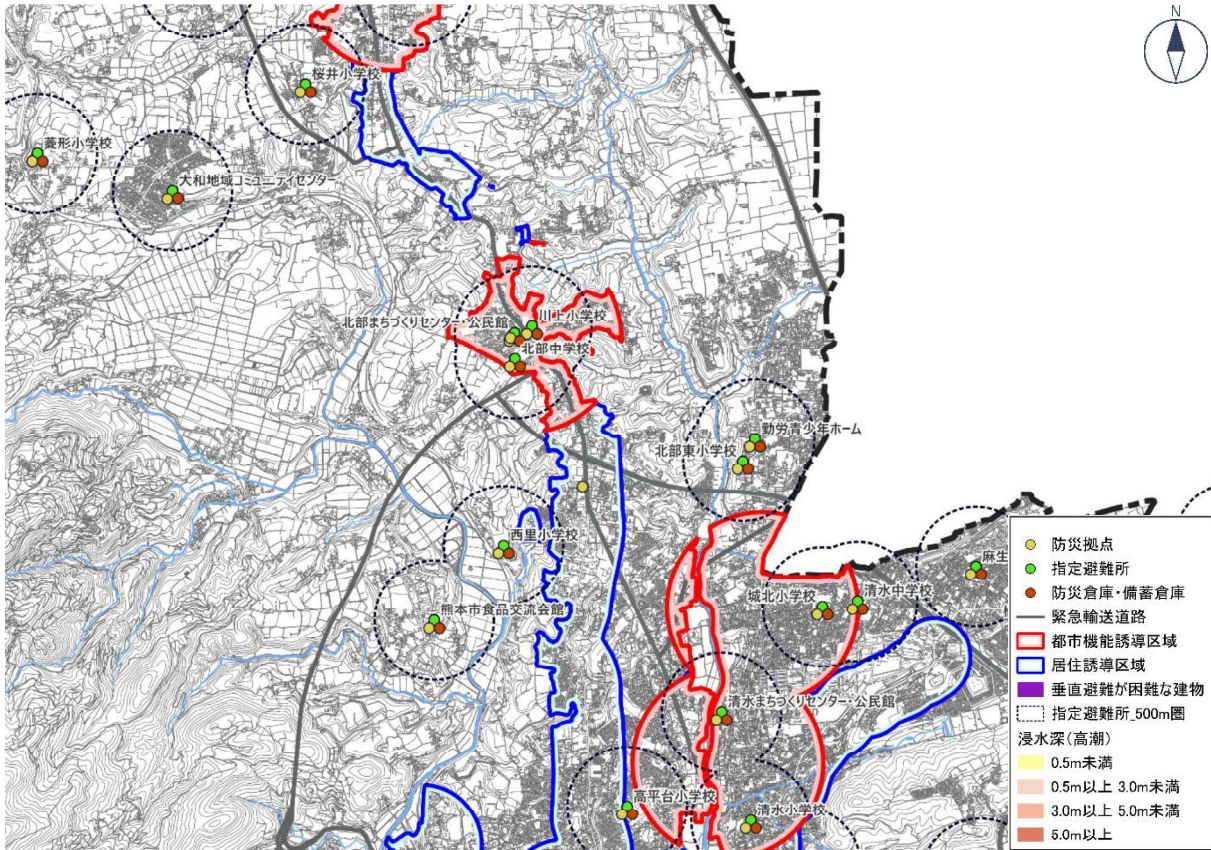 N
桜井小学校
菱形小学校
大和地域コミュニティセンター
川上小学校
北部まちづくりセンター・公民館
北部中学校
勤労青少年ホーム
北部東小学校
西里小学校
熊本市食品交流会館
城北小学校
清水中学校
麻生
清水まちづくりセンター・公民館
高平台小学校
清水小学校
防災拠点
指定避難所
防災倉庫・備蓄倉庫
緊急輸送道路
都市機能誘導区域
居住誘導区域
垂直避難が困難な建物
指定避難所_500m圏
浸水深(高潮)
0.5m未満
0.5m以上 3.0m未満
3.0m以上 5.0m未満
5.0m以上